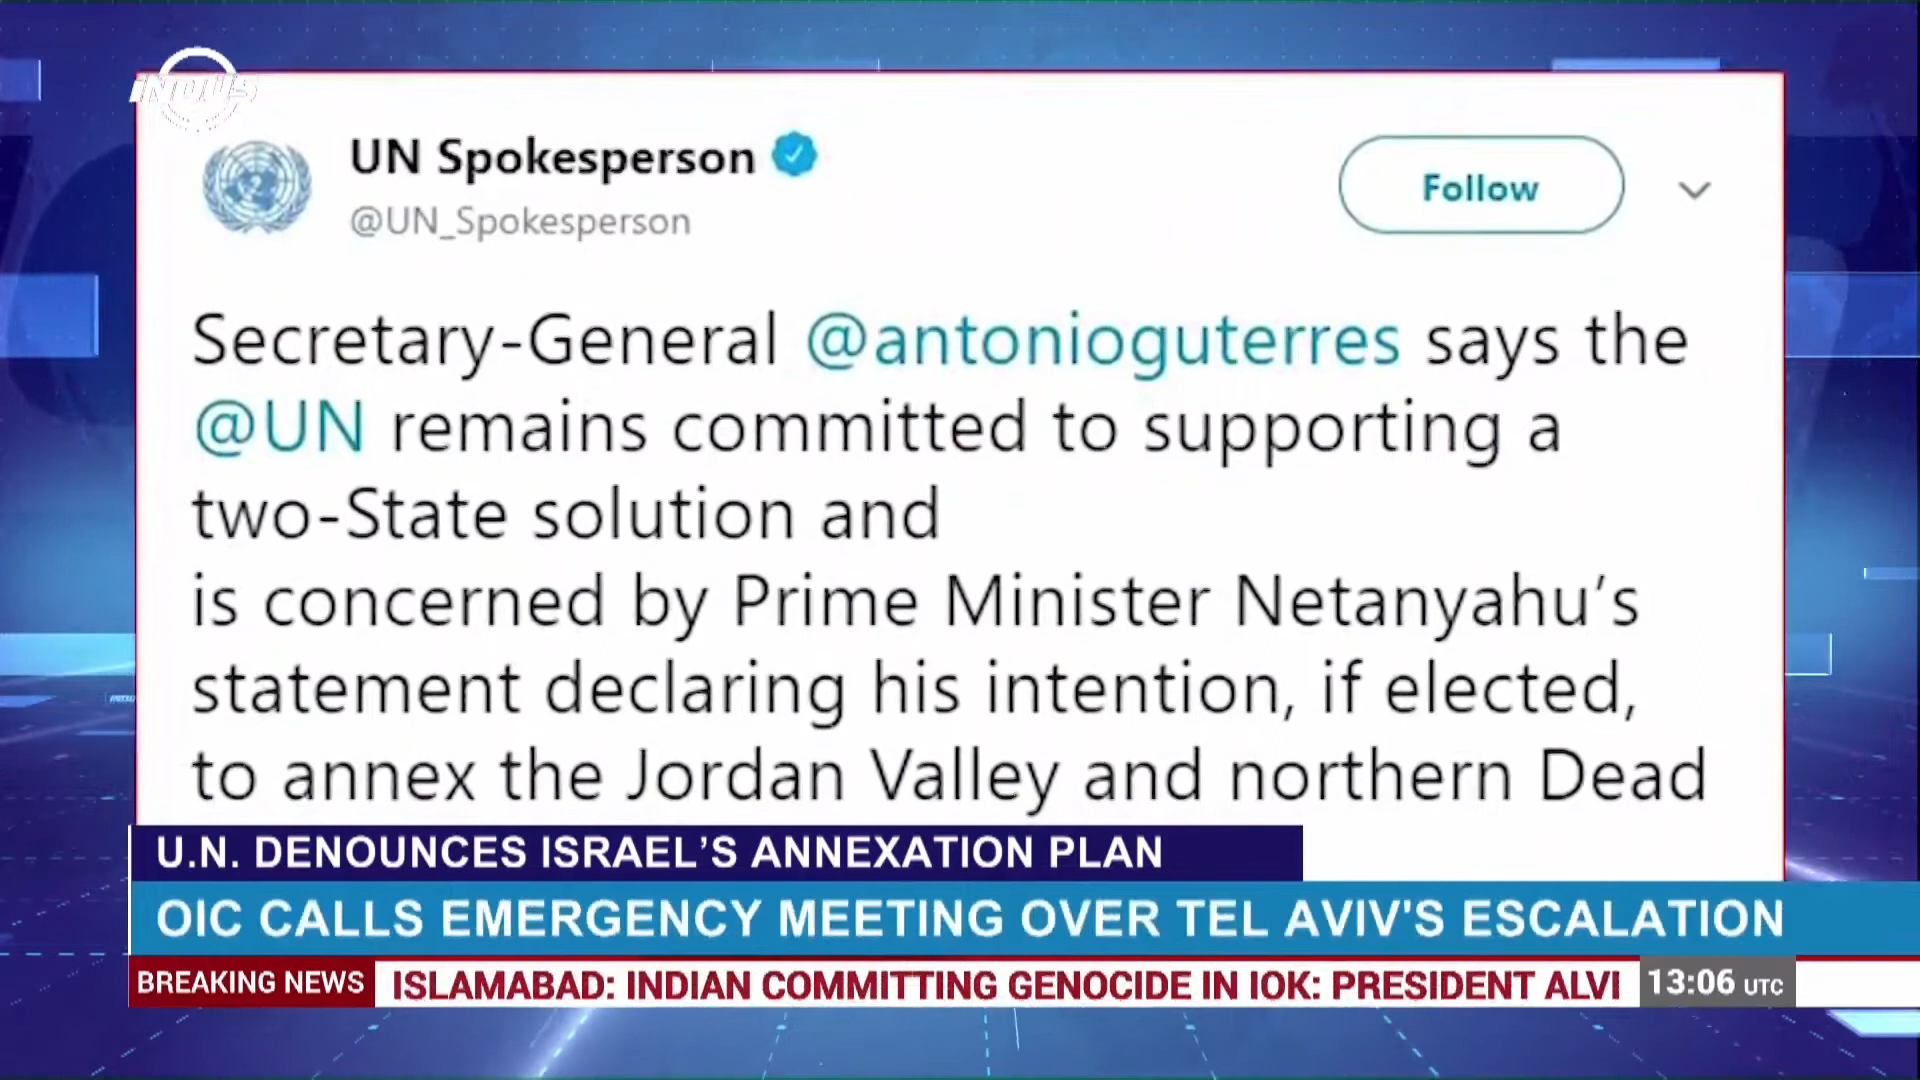 INDUS
UN Spokesperson
@UN_Spokesperson
Follow
Secretary-General @antonioguterres says the
@UN remains committed to supporting a
two-State solution and
is concerned by Prime Minister Netanyahu’s
statement declaring his intention, if elected,
to annex the Jordan Valley and northern Dead
U.N. DENOUNCES ISRAEL’S ANNEXATION PLAN
OIC CALLS EMERGENCY MEETING OVER TEL AVIV'S ESCALATION
BREAKING NEWS ISLAMABAD: INDIAN COMMITTING GENOCIDE IN IOK: PRESIDENT ALVI 13:06 UTC